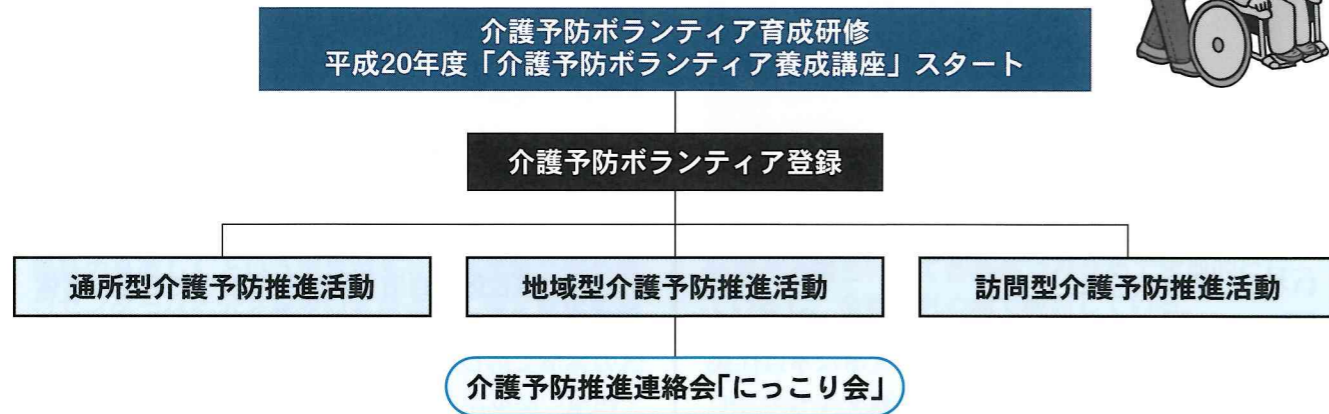 介護予防ボランティア育成研修
平成20年度「介護予防ボランティア養成講座」スタート
介護予防ボランティア登録
通所型介護予防推進活動
地域型介護予防推進活動
訪問型介護予防推進活動
介護予防推進連絡会「にっこり会」